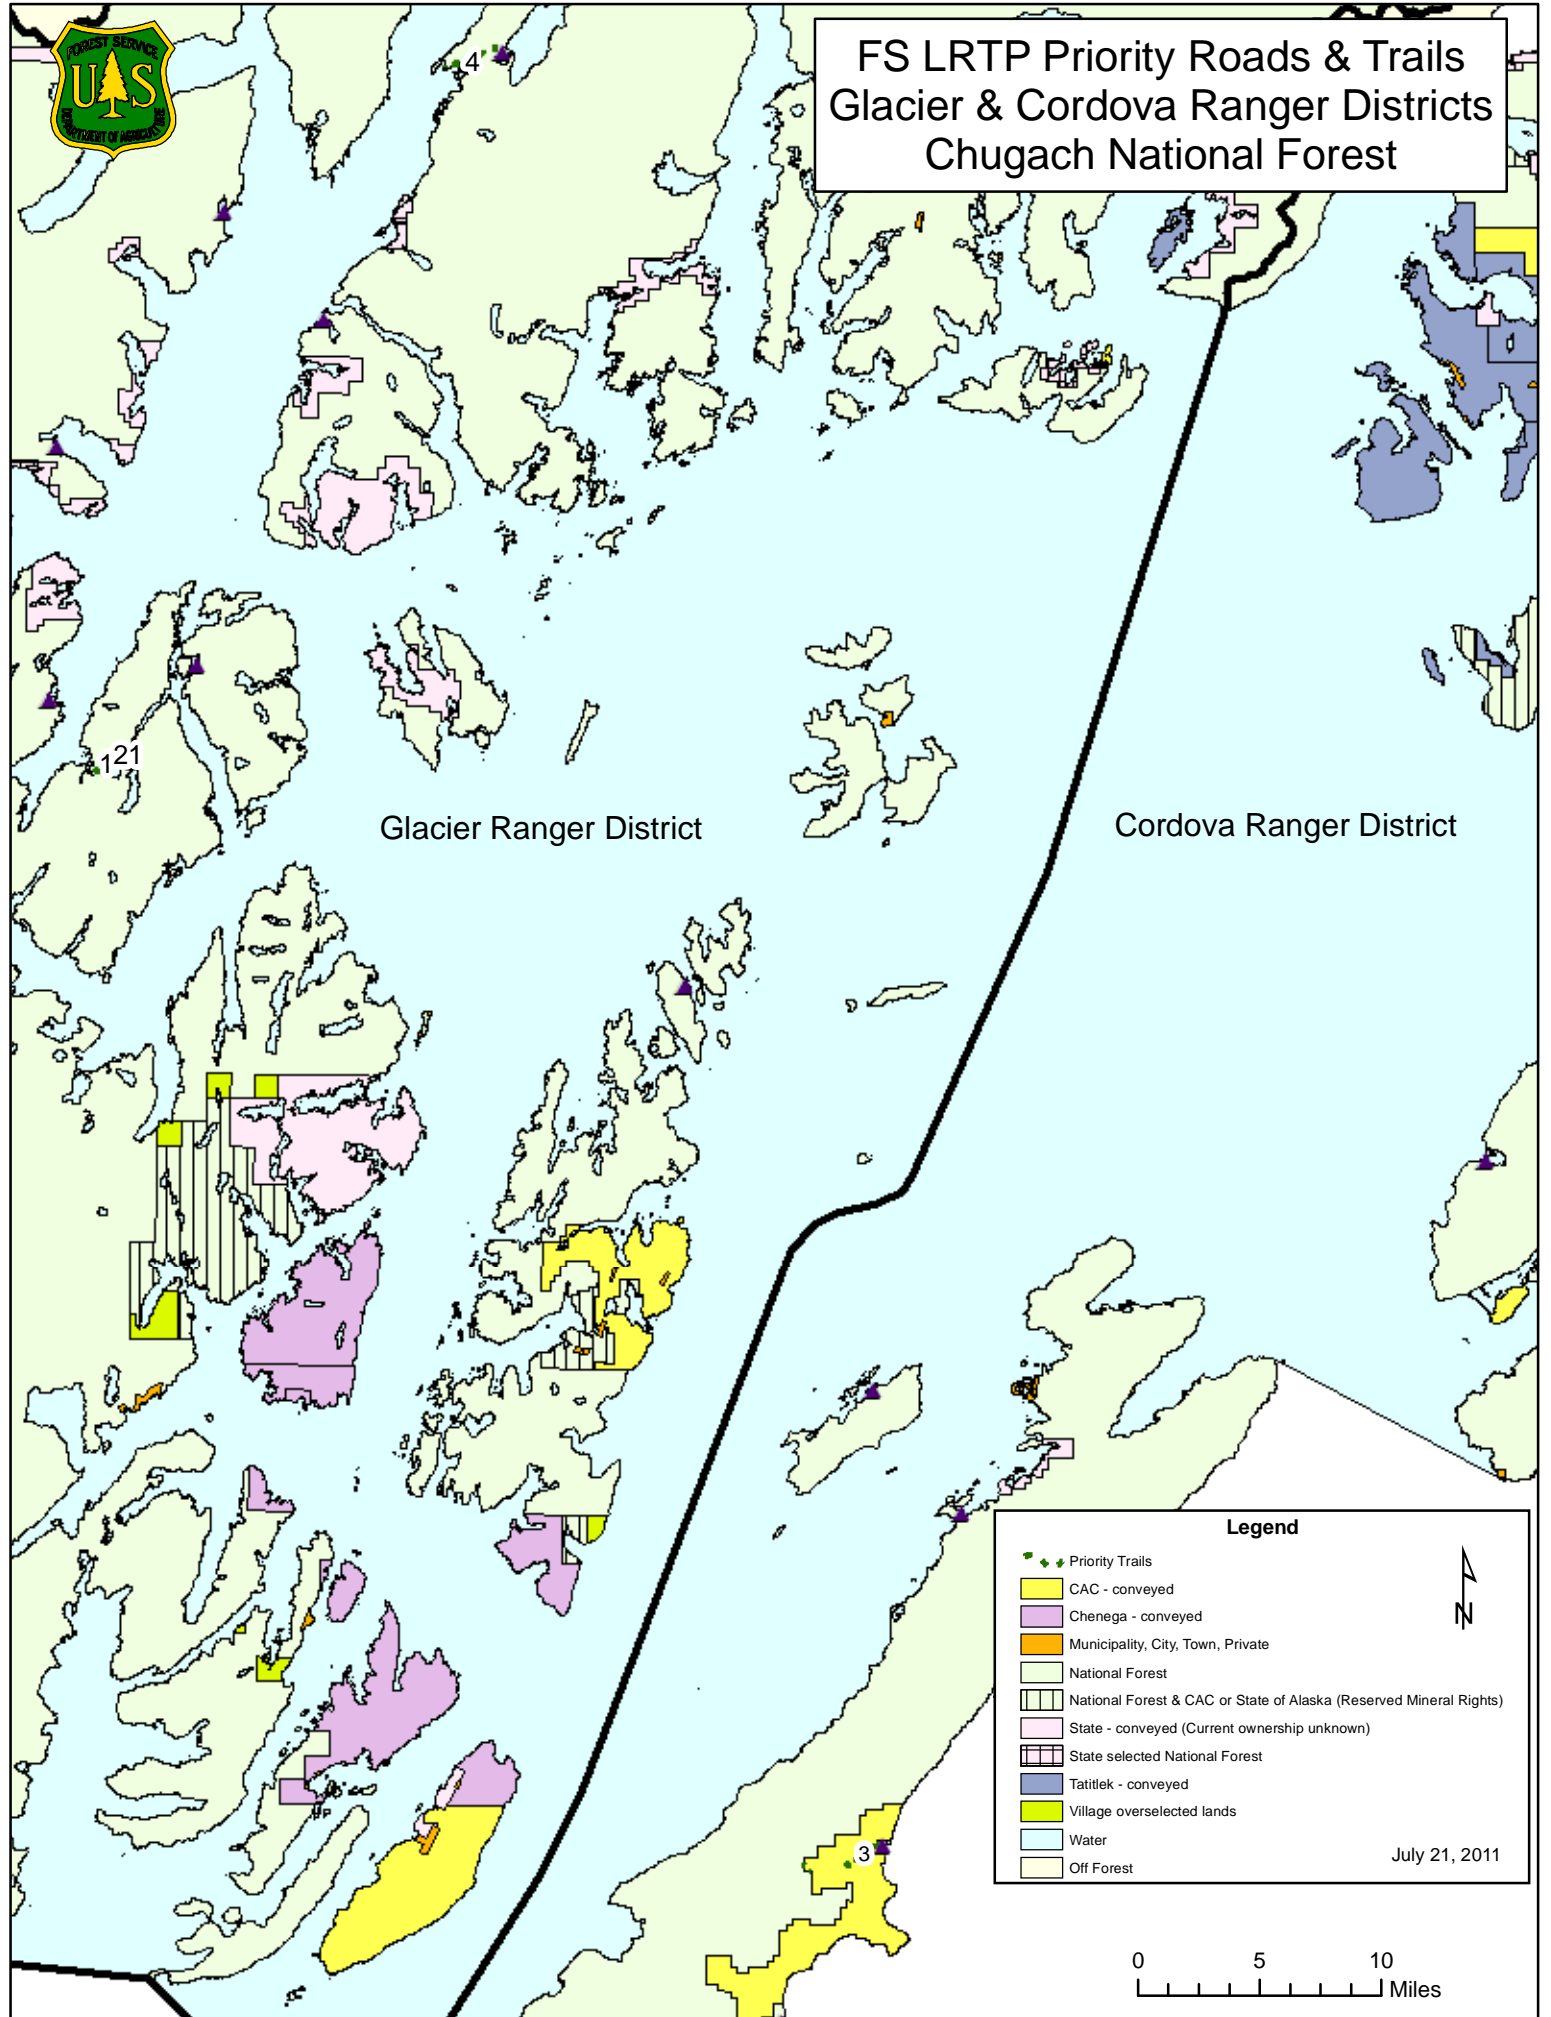 FOREST SERVICE
U S
DEPARTMENT OF AGRICULTURE
FS LRTP Priority Roads & Trails
Glacier & Cordova Ranger Districts
Chugach National Forest
4
121
Glacier Ranger District
Cordova Ranger District
3
Legend
Priority Trails
CAC - conveyed
Chenega - conveyed
Municipality, City, Town, Private
National Forest
National Forest & CAC or State of Alaska (Reserved Mineral Rights)
State - conveyed (Current ownership unknown)
State selected National Forest
Tatitlek - conveyed
Village overselected lands
Water
Off Forest
N
July 21, 2011
0 5 10
Miles